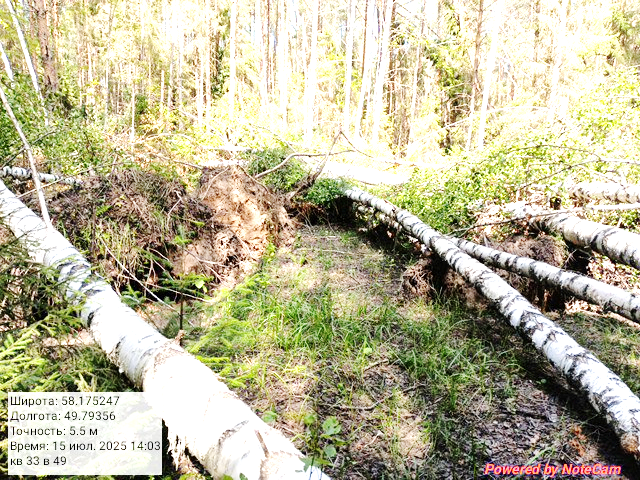 Широта: 58.175247
Долгота: 49.79356
Точность: 5.5 м
Время: 15 июл. 2025 14:03
кв 33 в 49
Powered by NoteCam